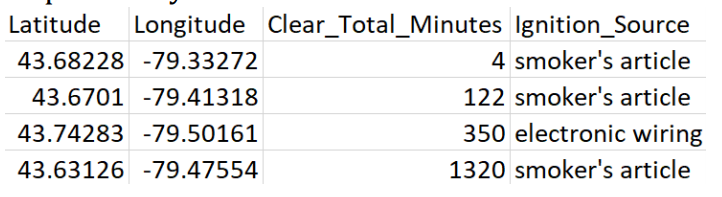 Latitude Longitude Clear_Total_Minutes Ignition_Source
43.68228 -79.33272 4 smoker's article
43.6701 -79.41318 122 smoker's article
43.74283 -79.50161 350 electronic wiring
43.63126 -79.47554 1320 smoker's article